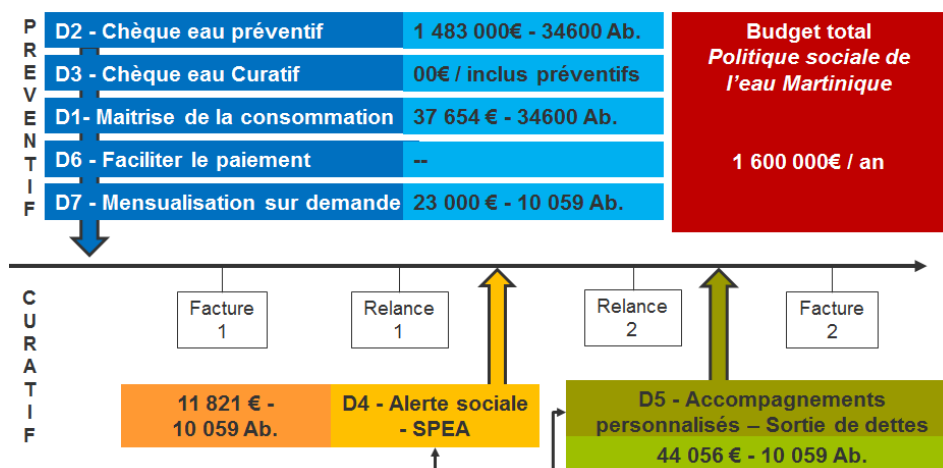 PREVENTIF
D2 - Chèque eau préventif
1 483 000€ - 34600 Ab.
D3 - Chèque eau Curatif
00€ / inclus préventifs
D1- Maitrise de la consommation
37 654 € - 34600 Ab.
D6 - Faciliter le paiement
--
D7 - Mensualisation sur demande
23 000 € - 10 059 Ab.
Budget total
Politique sociale de
l'eau Martinique
1 600 000€ / an
CURATIF
Facture
1
Relance
1
Relance
2
Facture
2
11 821 € -
10 059 Ab.
D4 - Alerte sociale
- SPEA
D5 - Accompagnements
personnalisés – Sortie de dettes
44 056 € - 10 059 Ab.